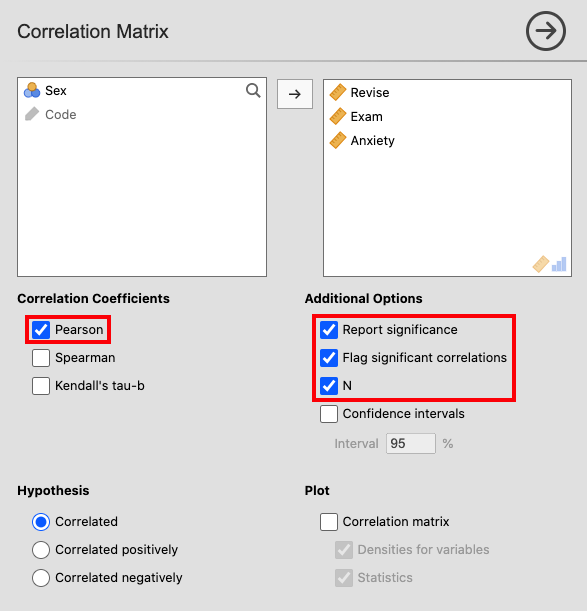 Correlation Matrix
Sex
Code
Revise
Exam
Anxiety
Correlation Coefficients
Pearson
Spearman
Kendall's tau-b
Additional Options
Report significance
Flag significant correlations
N
Confidence intervals
Interval 95 %
Hypothesis
Correlated
Correlated positively
Correlated negatively
Plot
Correlation matrix
Densities for variables
Statistics